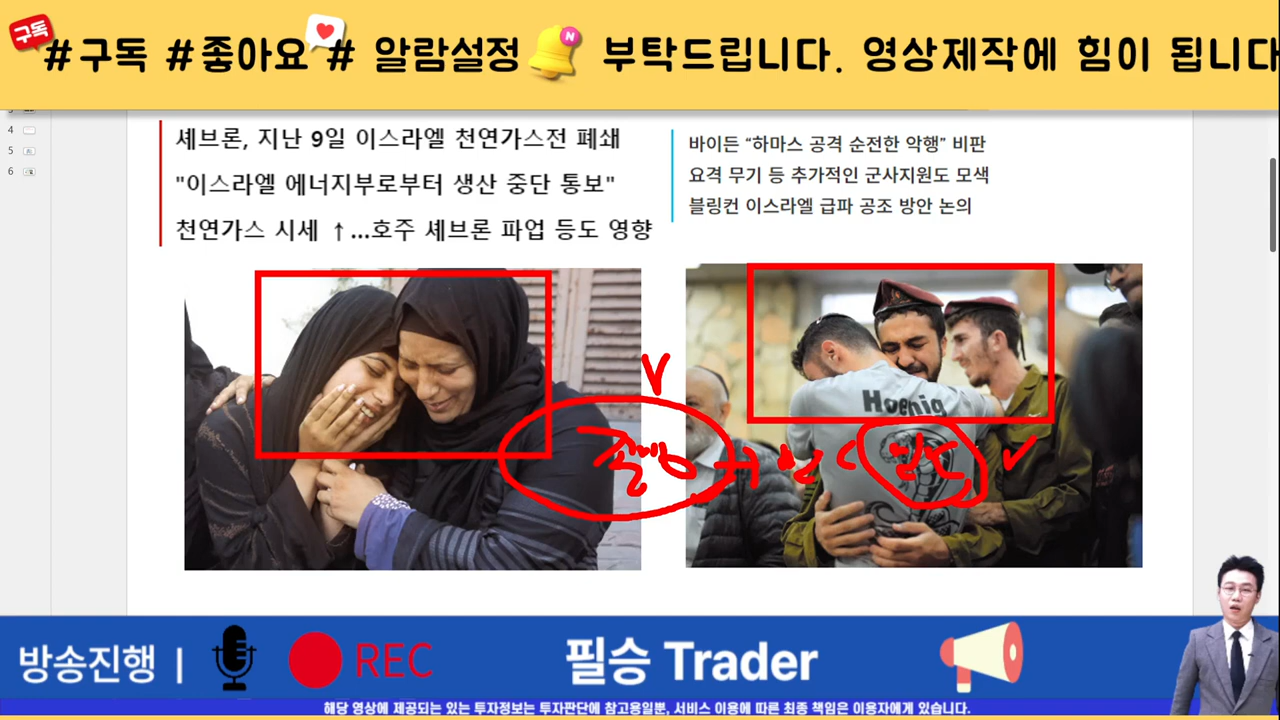 구독
#구독 #좋아요 # 알람설정
N
부탁드립니다. 영상제작에 힘이 됩니다
4
5
6
셰브론, 지난 9일 이스라엘 천연가스전 폐쇄
"이스라엘 에너지부로부터 생산 중단 통보"
천연가스 시세 ↑...호주 셰브론 파업 등도 영향
바이든 “하마스 공격 순전한 악행” 비판
요격 무기 등 추가적인 군사지원도 모색
블링컨 이스라엘 급파 공조 방안 논의
Hoenig
방송진행 |
REC
필승 Trader
해당 영상에 제공되는 있는 투자정보는 투자판단에 참고용일뿐, 서비스 이용에 따른 최종 책임은 이용자에게 있습니다.